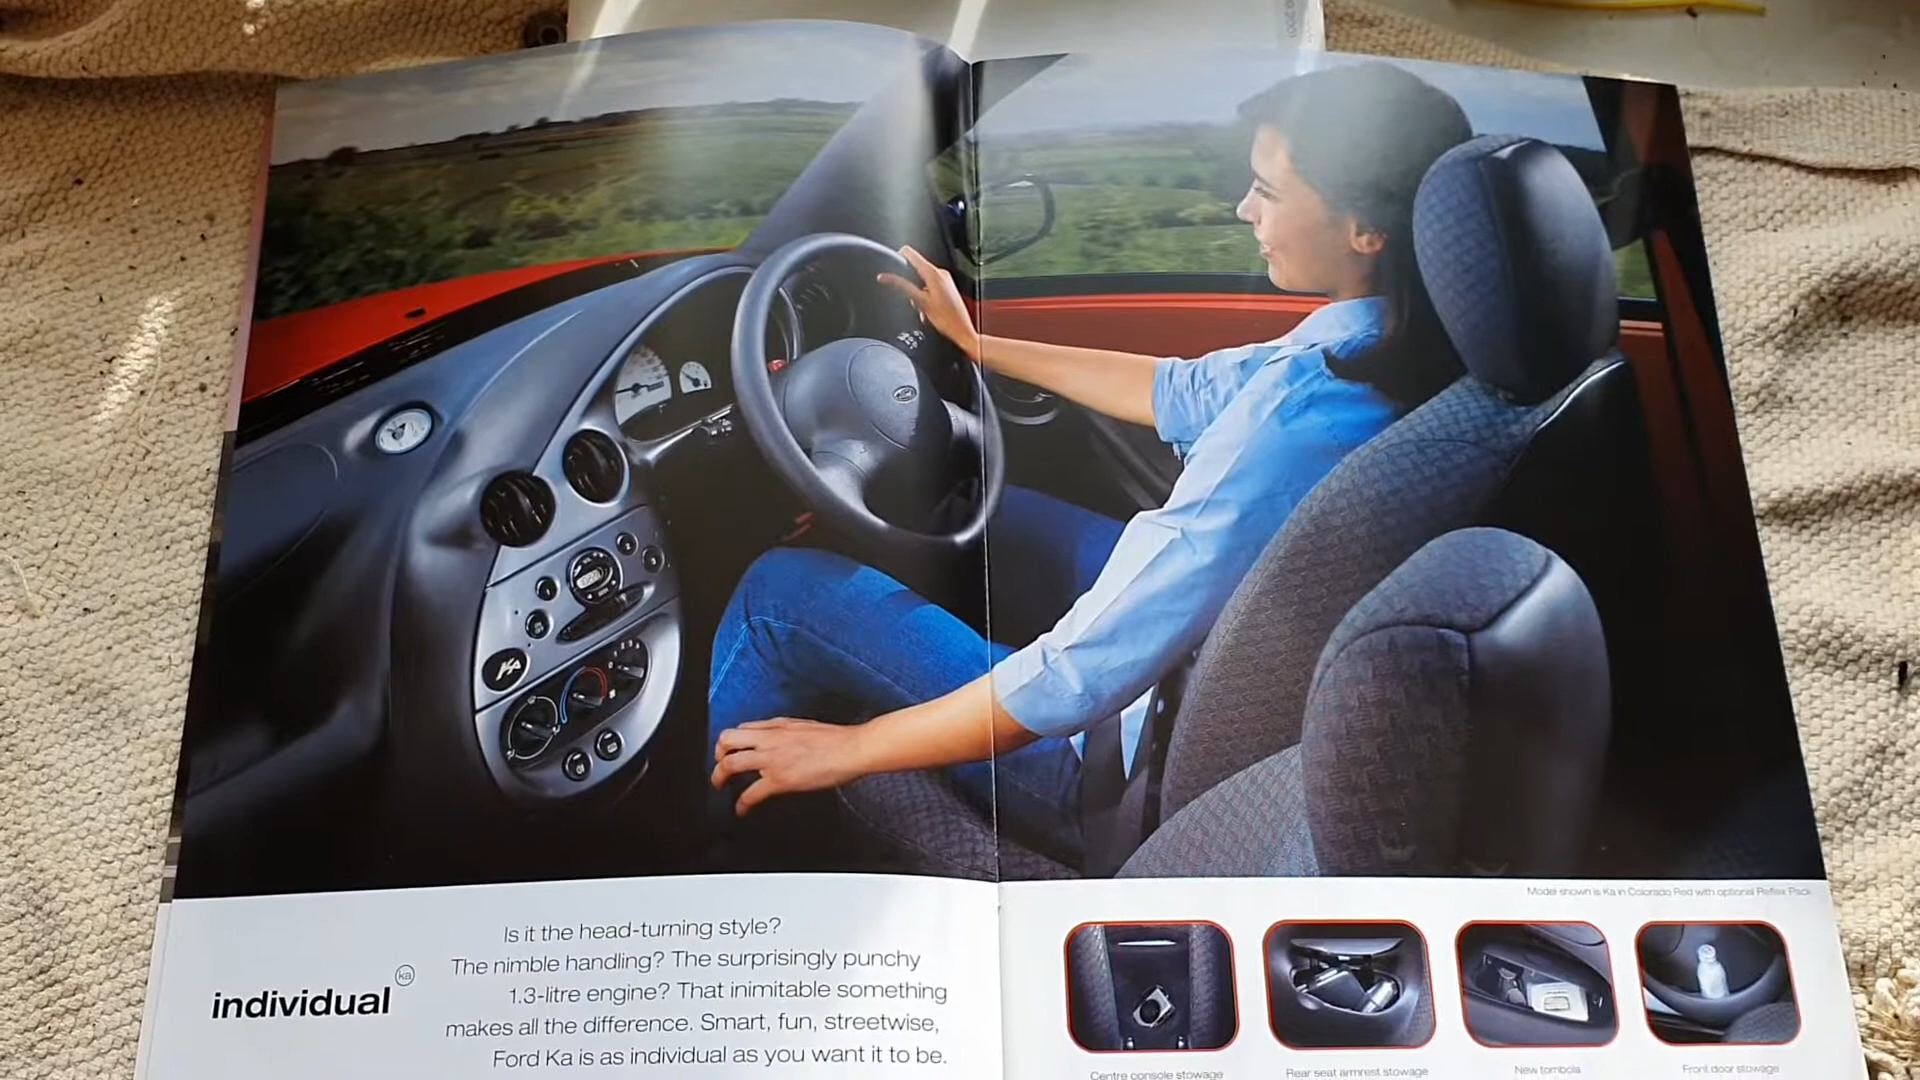 Model shown is Ka in Colorado Red with optional Reflex Pack
individual
ka
Is it the head-turning style?
The nimble handling? The surprisingly punchy
1.3-litre engine? That inimitable something
makes all the difference. Smart, fun, streetwise,
Ford Ka is as individual as you want it to be.
Centre console stowage
Rear seat armrest stowage
New tombola
Front door stowage